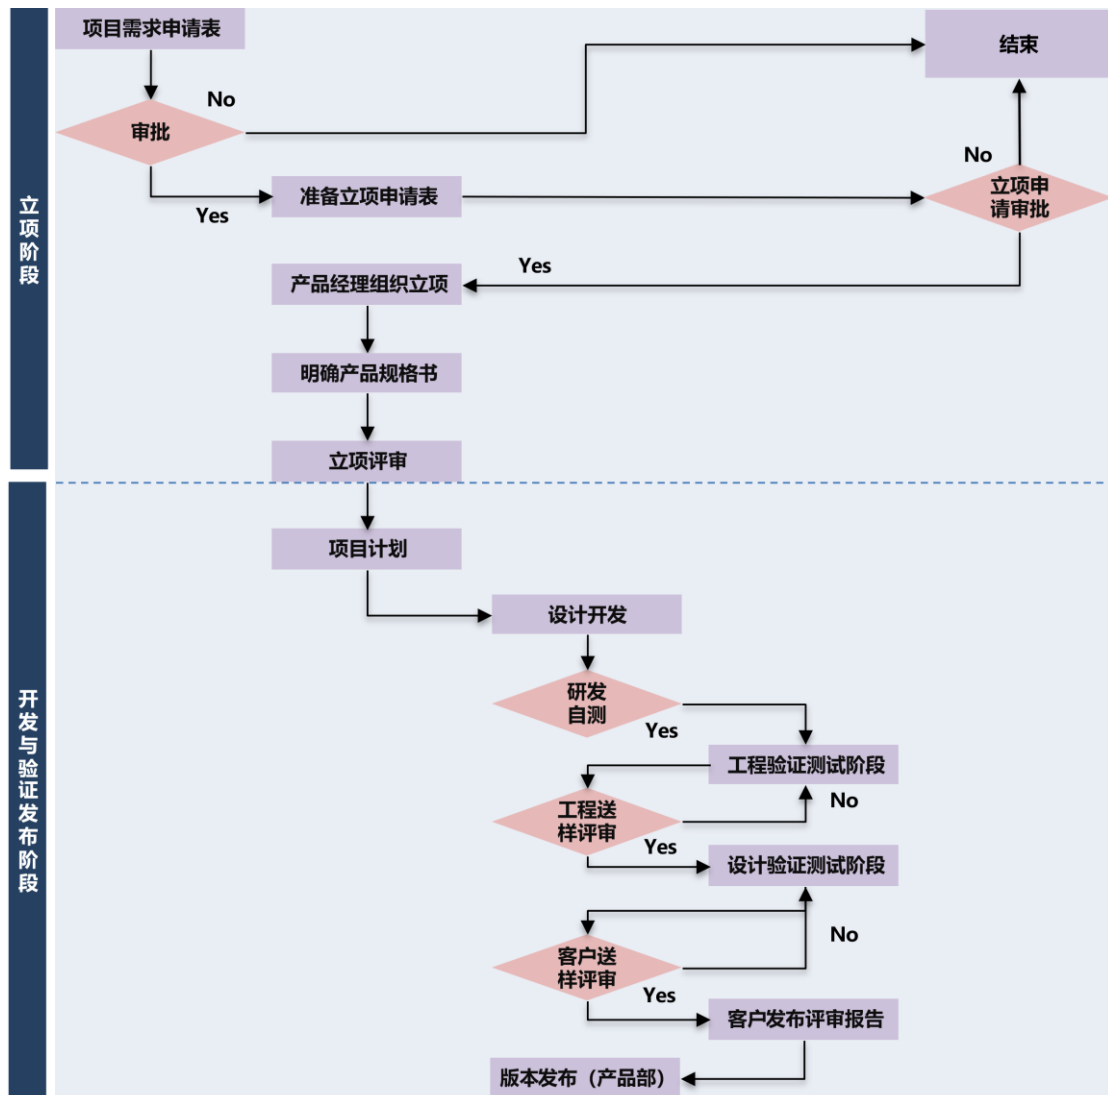 立项阶段
项目需求申请表
结束
No
审批
No
Yes
准备立项申请表
立项申
请审批
Yes
产品经理组织立项
明确产品规格书
立项评审
开发与验证发布阶段
项目计划
设计开发
研发
自测
Yes
工程验证测试阶段
No
工程送
样评审
Yes
设计验证测试阶段
No
客户送
样评审
Yes
客户发布评审报告
版本发布（产品部）